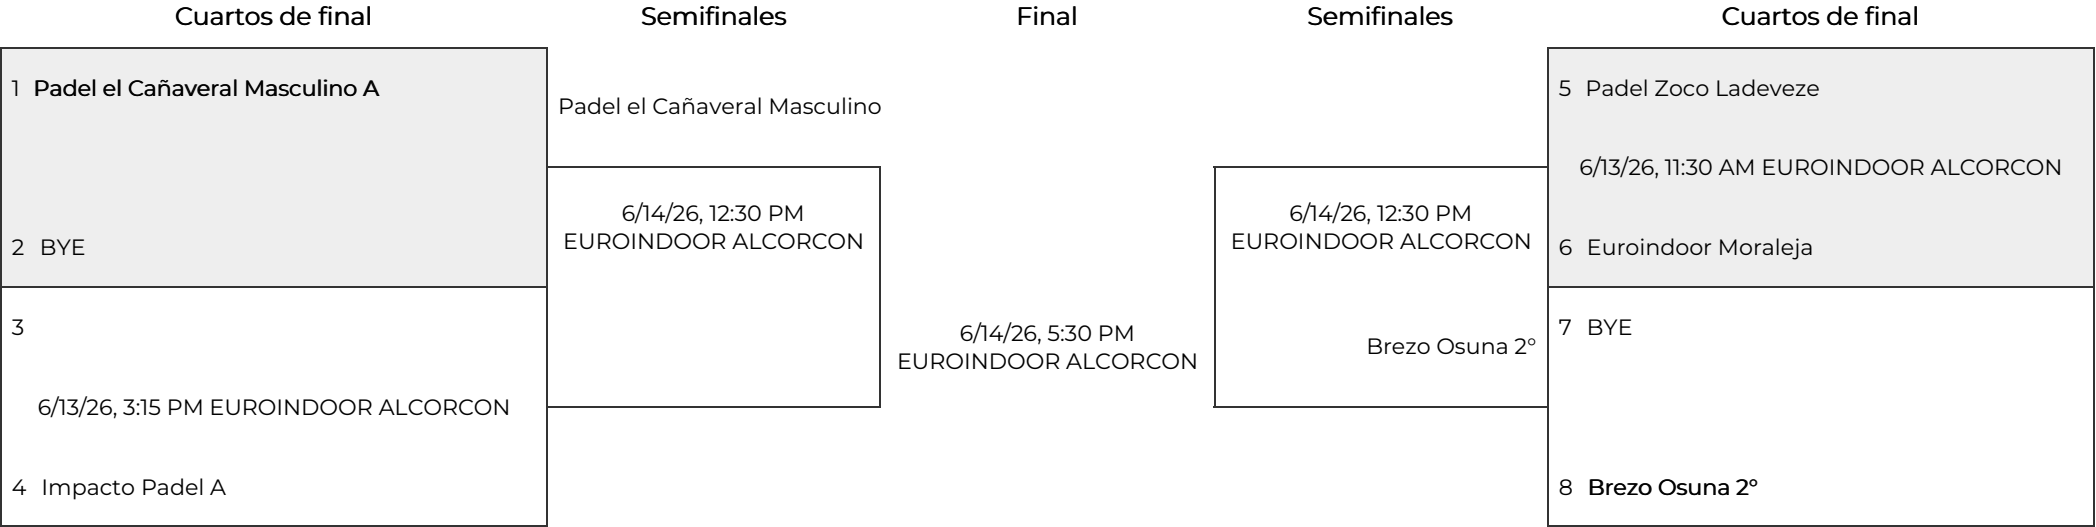 Cuartos de final
Semifinales
Final
Semifinales
Cuartos de final
1 Padel el Cañaveral Masculino A
2 BYE
3
6/13/26, 3:15 PM EUROINDOOR ALCORCON
4 Impacto Padel A
Padel el Cañaveral Masculino
6/14/26, 12:30 PM
EUROINDOOR ALCORCON
6/14/26, 5:30 PM
EUROINDOOR ALCORCON
6/14/26, 12:30 PM
EUROINDOOR ALCORCON
Brezo Osuna 2º
5 Padel Zoco Ladeveze
6/13/26, 11:30 AM EUROINDOOR ALCORCON
6 Euroindoor Moraleja
7 BYE
8 Brezo Osuna 2º